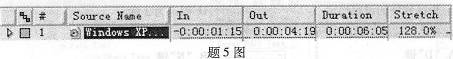 # Source Name In Out Duration Stretch
1 Windows XP... -0:00:01:15 0:00:04:19 0:00:06:05 128.0%
题5图